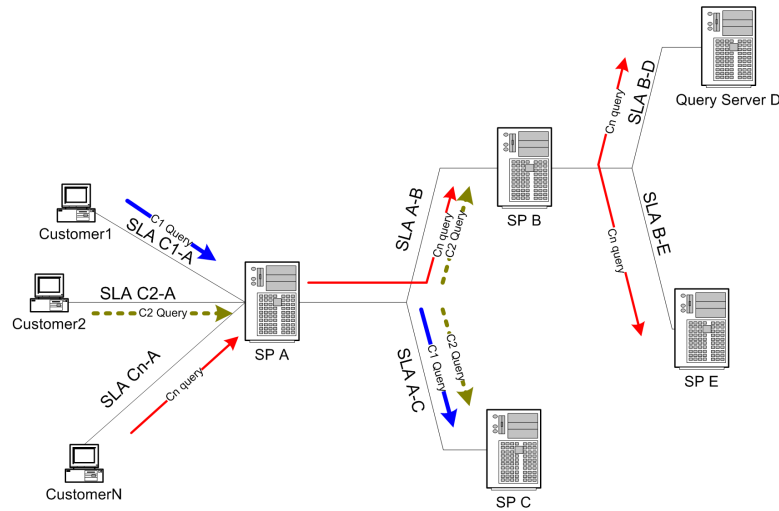 Query Server D
SLA B-D
Cn query
SP B
SLA A-B
Cn query
C2 Query
Customer1
C1 Query
SLA C1-A
SLA B-E
Cn query
Customer2
SLA C2-A
C2 Query
SP A
SP E
SLA Cn-A
Cn query
SLA A-C
C1 Query
C2 Query
CustomerN
SP C